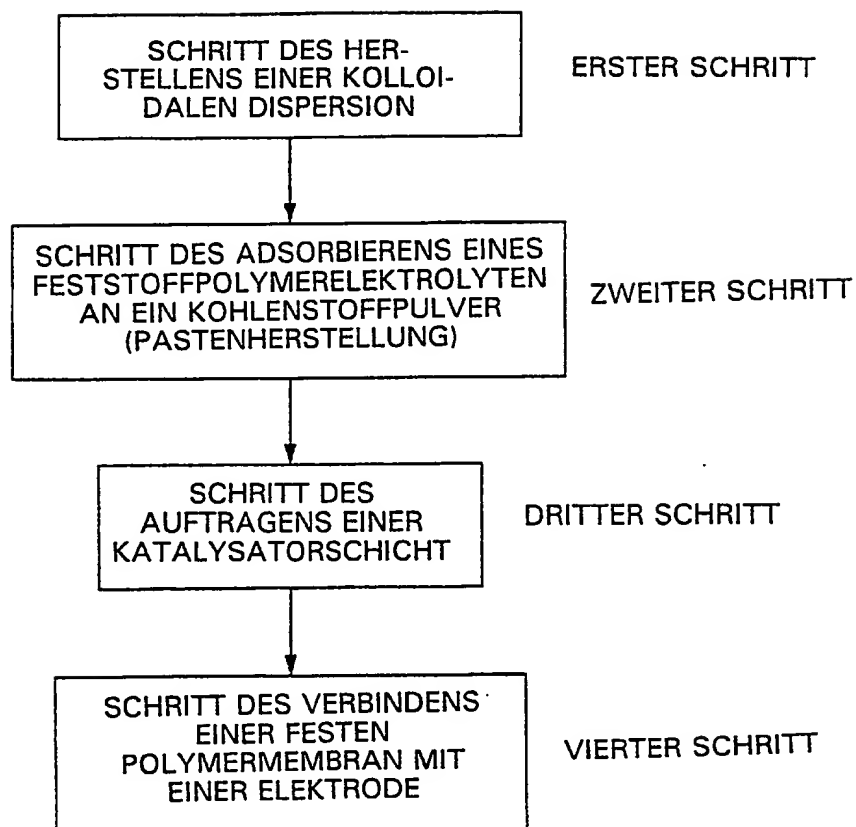 SCHRITT DES HER-
STELLENS EINER KOLLOI-
DALEN DISPERSION
ERSTER SCHRITT
SCHRITT DES ADSORBIERENS EINES
FESTSTOFFPOLYMERELEKTROLYTEN
AN EIN KOHLENSTOFFPULVER
(PASTENHERSTELLUNG)
ZWEITER SCHRITT
SCHRITT DES
AUFTRAGENS EINER
KATALYSATORSCHICHT
DRITTER SCHRITT
SCHRITT DES VERBINDENS
EINER FESTEN
POLYMERMEMBRAN MIT
EINER ELEKTRODE
VIERTER SCHRITT